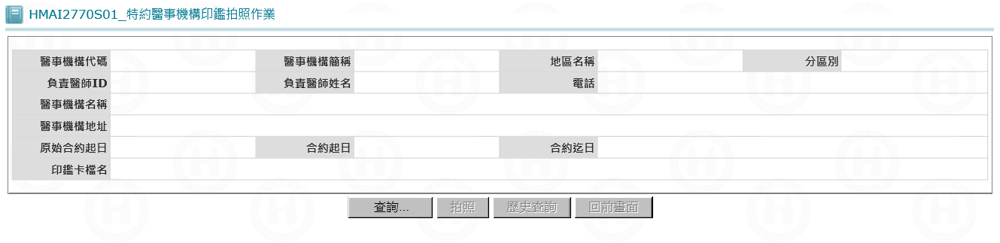 HMAI2770S01_特約醫事機構印鑑拍照作業
醫事機構代碼 醫事機構簡稱 地區名稱 分區別
負責醫師ID 負責醫師姓名 電話
醫事機構名稱
醫事機構地址
原始合約起日 合約起日 合約迄日
印鑑卡檔名
查詢... 拍照 歷史查詢 回前畫面